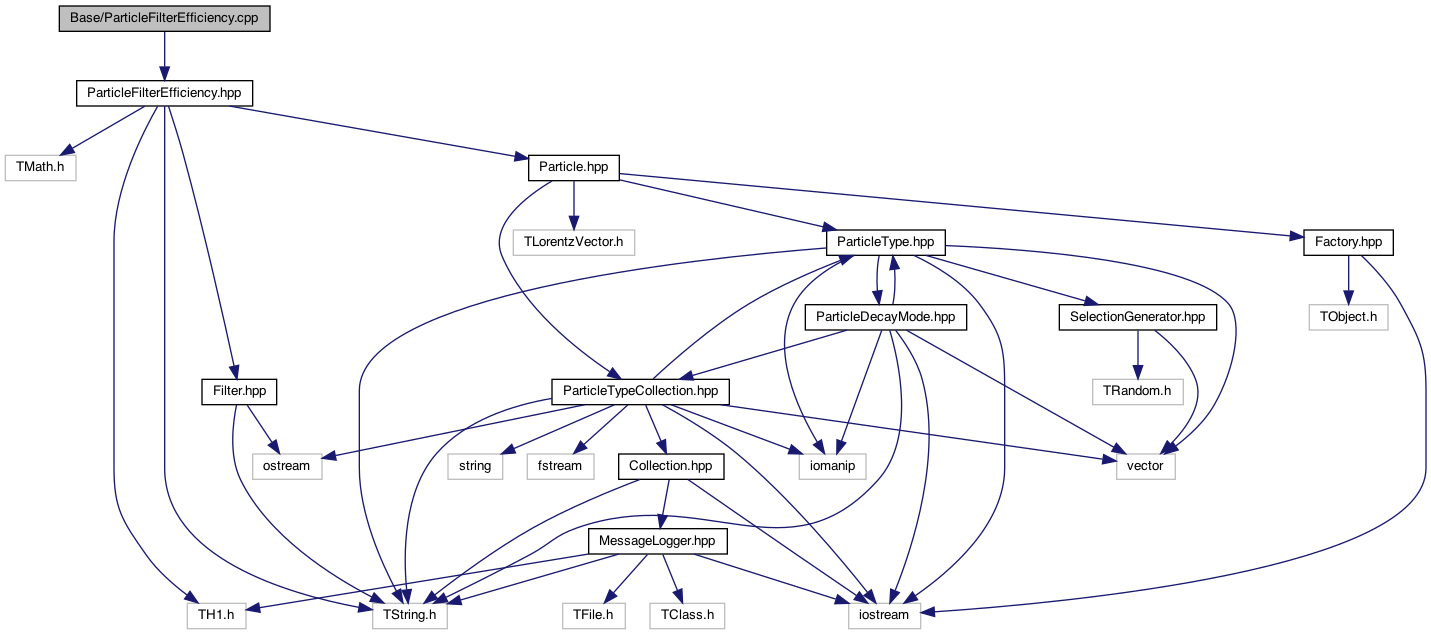 Base/ParticleFilterEfficiency.cpp
ParticleFilterEfficiency.hpp
TMath.h
Particle.hpp
TLorentzVector.h
ParticleType.hpp
Factory.hpp
ParticleDecayMode.hpp
SelectionGenerator.hpp
TObject.h
Filter.hpp
ParticleTypeCollection.hpp
TRandom.h
ostream
string
fstream
Collection.hpp
iomanip
vector
MessageLogger.hpp
TH1.h
TString.h
TFile.h
TClass.h
iostream